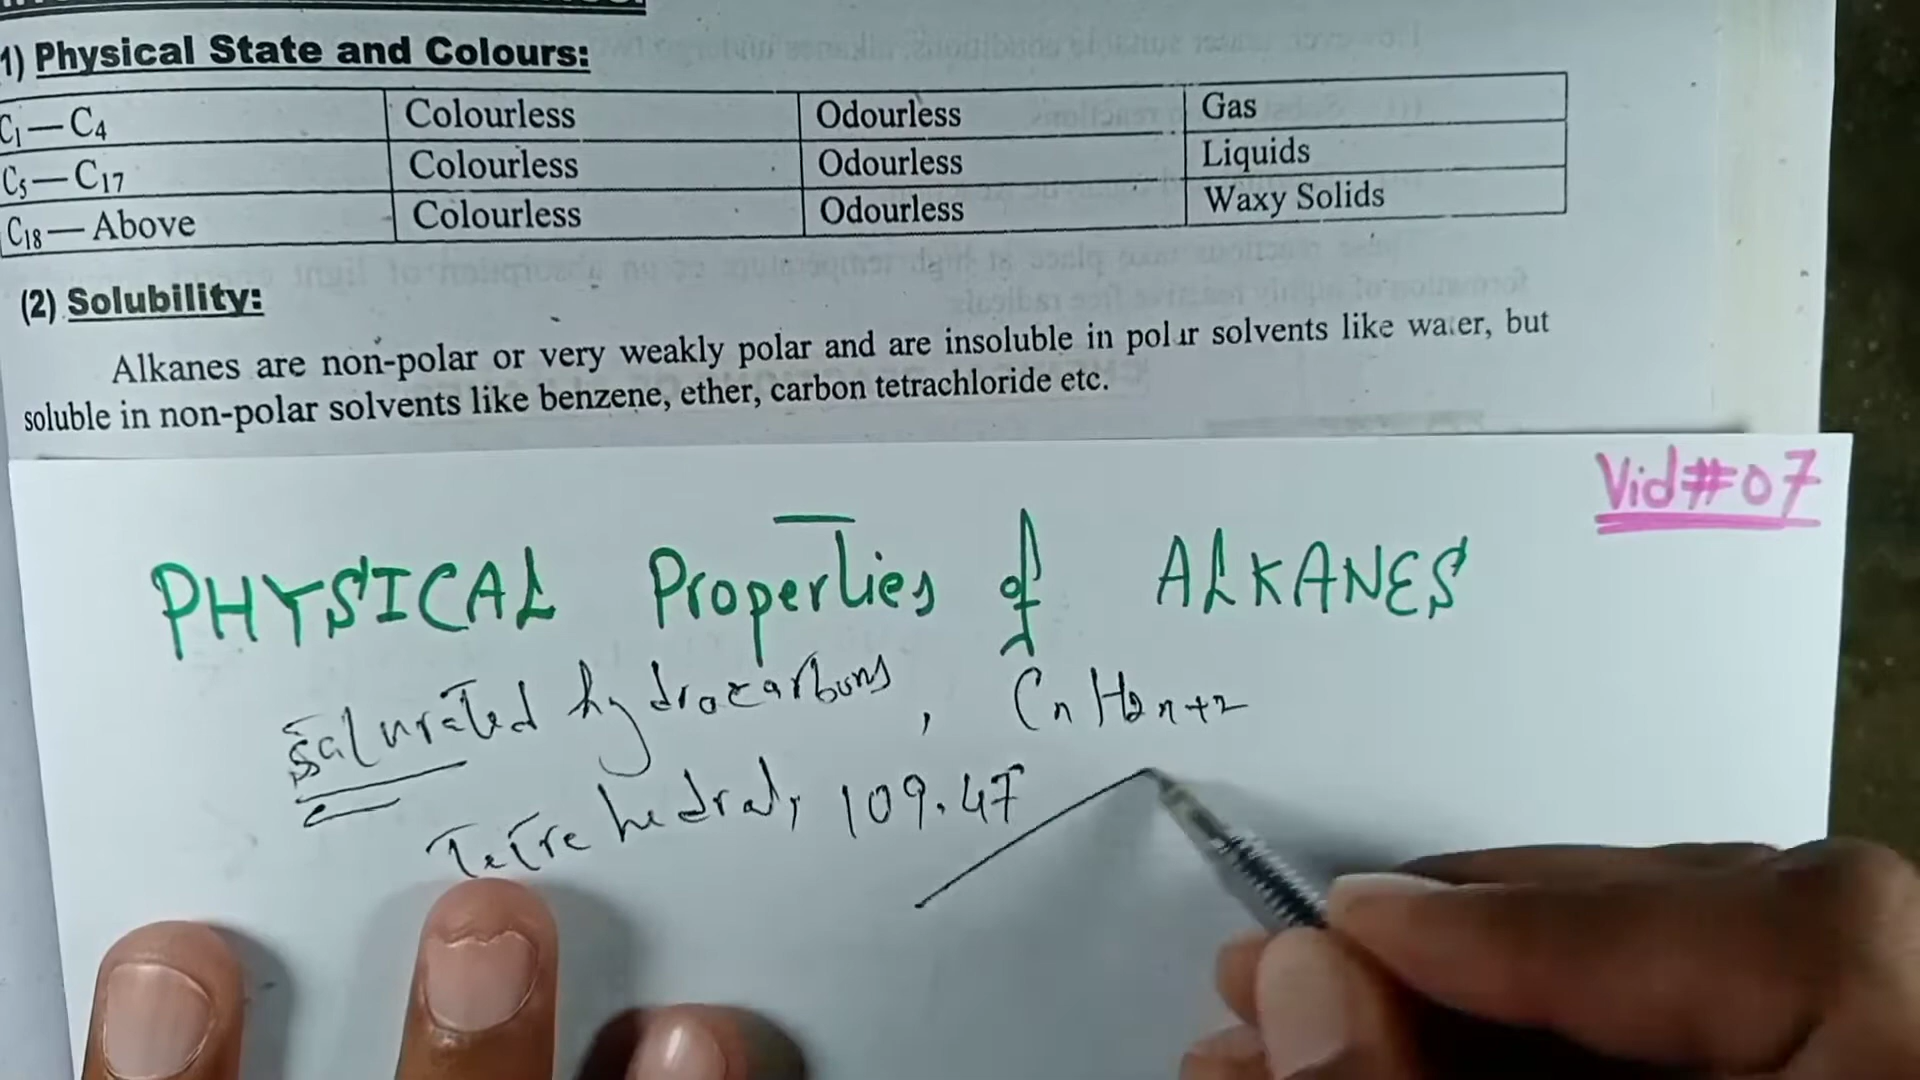 1) Physical State and Colours:
C1 — C4 Colourless Odourless Gas
C5 — C17 Colourless Odourless Liquids
C18 — Above Colourless Odourless Waxy Solids
(2) Solubility:
Alkanes are non-polar or very weakly polar and are insoluble in polar solvents like water, but
soluble in non-polar solvents like benzene, ether, carbon tetrachloride etc.
Vid#07
PHYSICAL Properties of ALKANES
Saturated hydrocarbons, CnH2n+2
Tetrehedral, 109.47